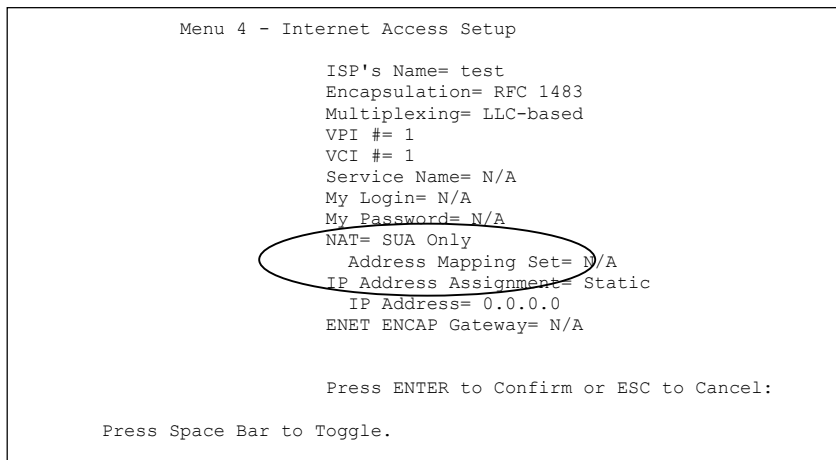 Menu 4 - Internet Access Setup
ISP's Name= test
Encapsulation= RFC 1483
Multiplexing= LLC-based
VPI #= 1
VCI #= 1
Service Name= N/A
My Login= N/A
My Password= N/A
NAT= SUA Only
Address Mapping Set= N/A
IP Address Assignment= Static
IP Address= 0.0.0.0
ENET ENCAP Gateway= N/A
Press ENTER to Confirm or ESC to Cancel:
Press Space Bar to Toggle.